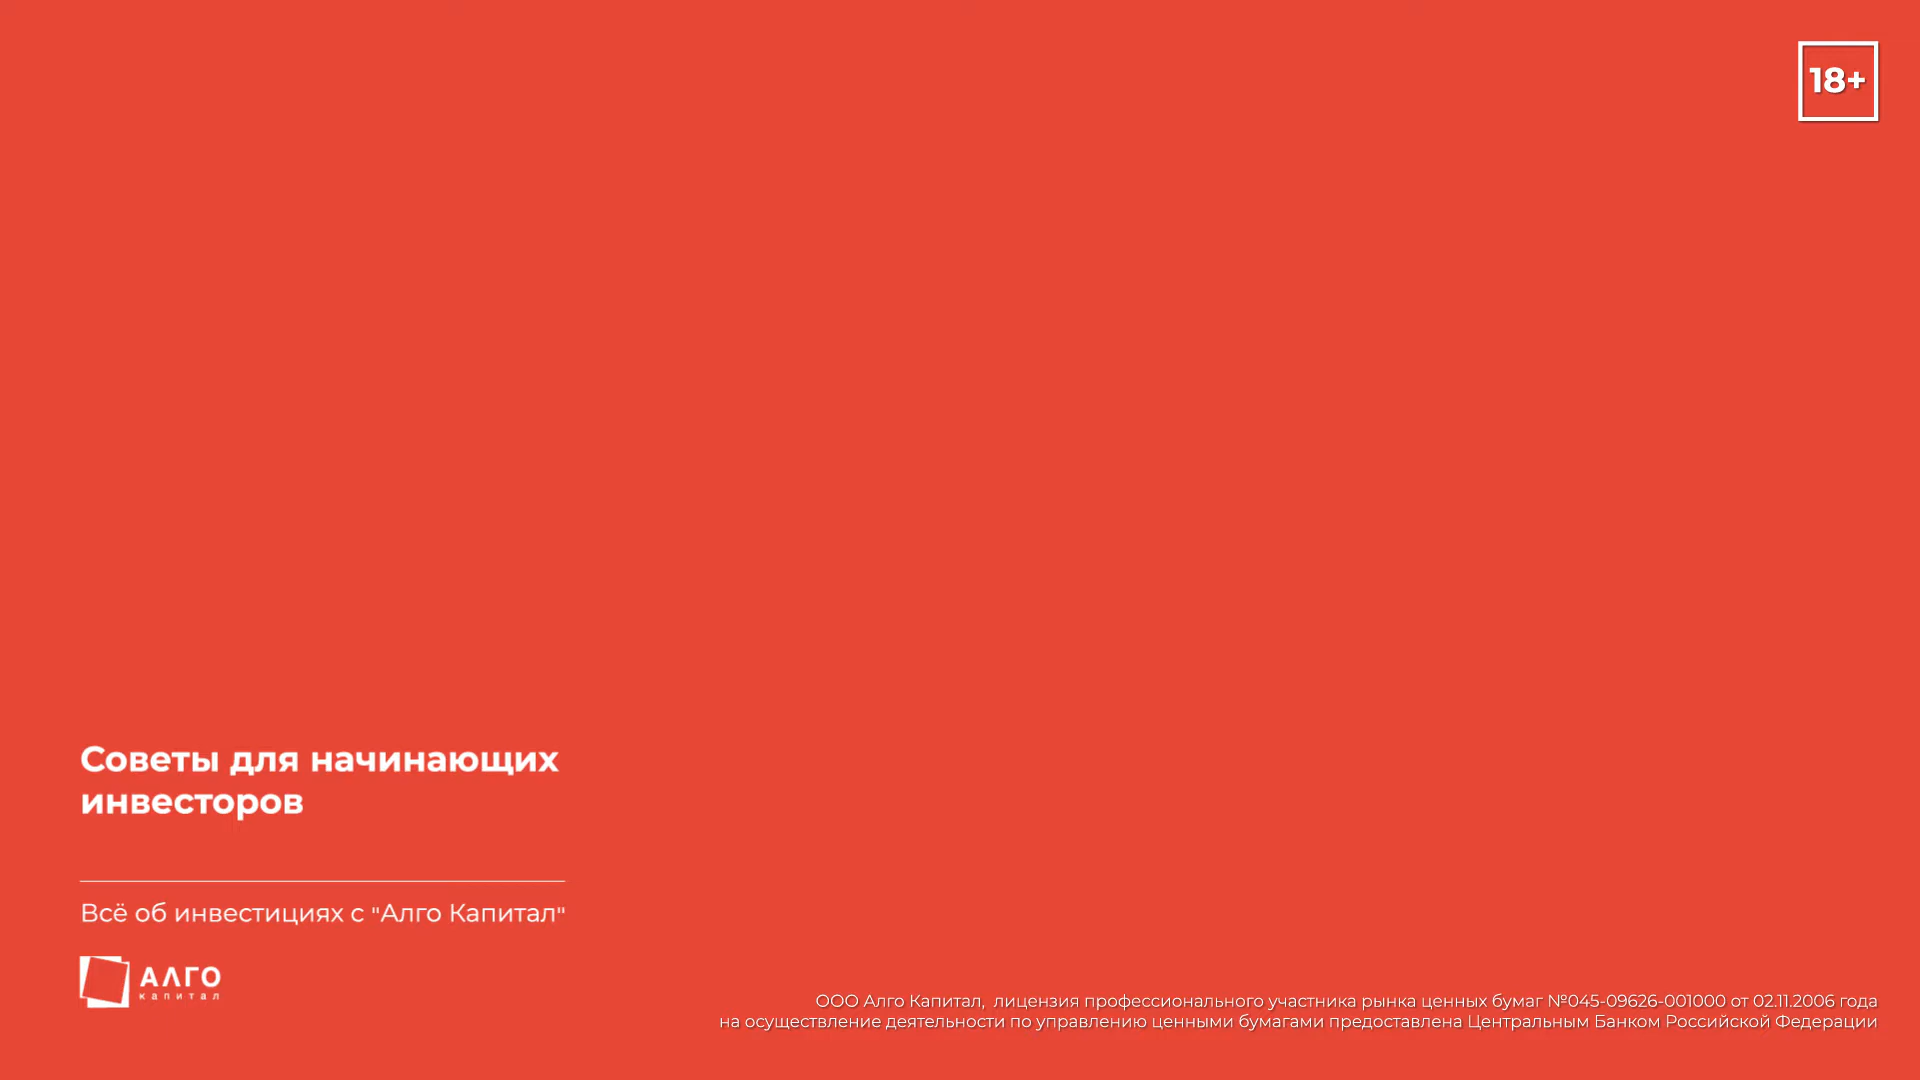 18+
Советы для начинающих
инвесторов
Всё об инвестициях с "Алго Капитал"
АЛГО
капитал
ООО Алго Капитал, лицензия профессионального участника рынка ценных бумаг №045-09626-001000 от 02.11.2006 года
на осуществление деятельности по управлению ценными бумагами предоставлена Центральным Банком Российской Федерации